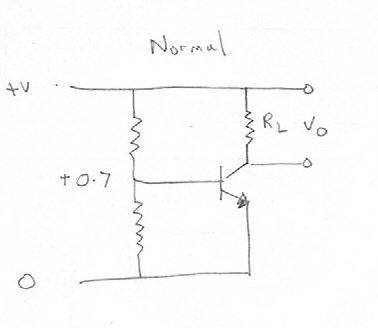 Normal
+V
RL Vo
+0.7
0